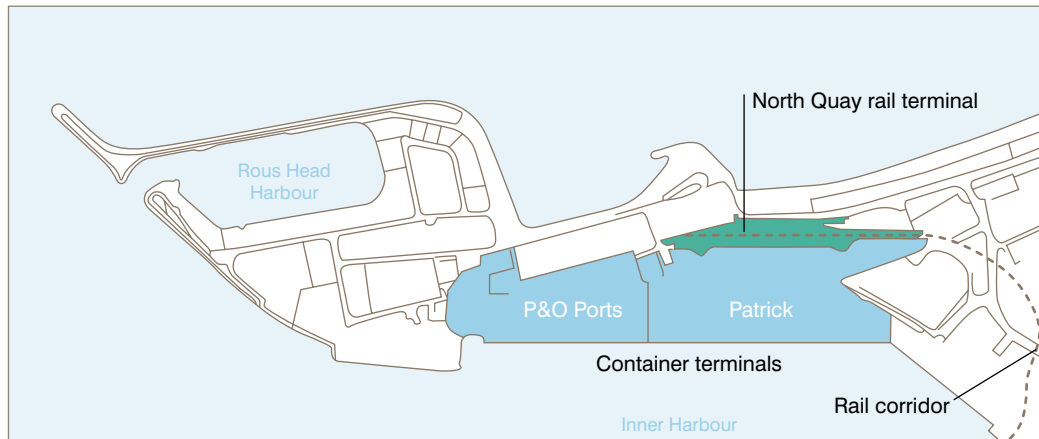 North Quay rail terminal
Rous Head
Harbour
P&O Ports
Patrick
Container terminals
Rail corridor
Inner Harbour